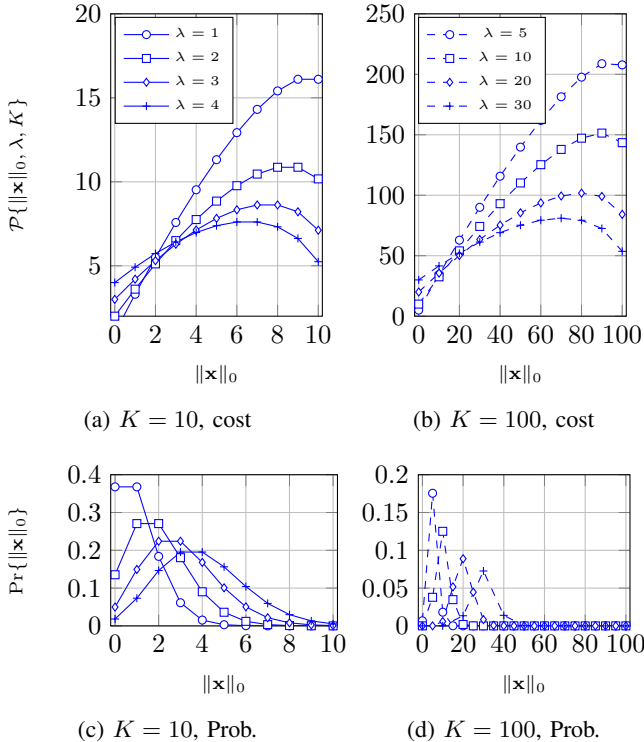 20
15
10
5
0 2 4 6 8 10
λ = 1
λ = 2
λ = 3
λ = 4
P{‖x‖₀, λ, K}
‖x‖₀
(a) K = 10, cost
250
200
150
100
50
0
0 20 40 60 80 100
λ = 5
λ = 10
λ = 20
λ = 30
‖x‖₀
(b) K = 100, cost
0.4
0.3
0.2
0.1
0
0 2 4 6 8 10
Pr{‖x‖₀}
‖x‖₀
(c) K = 10, Prob.
0.2
0.15
0.1
0.05
0
0 20 40 60 80 100
‖x‖₀
(d) K = 100, Prob.